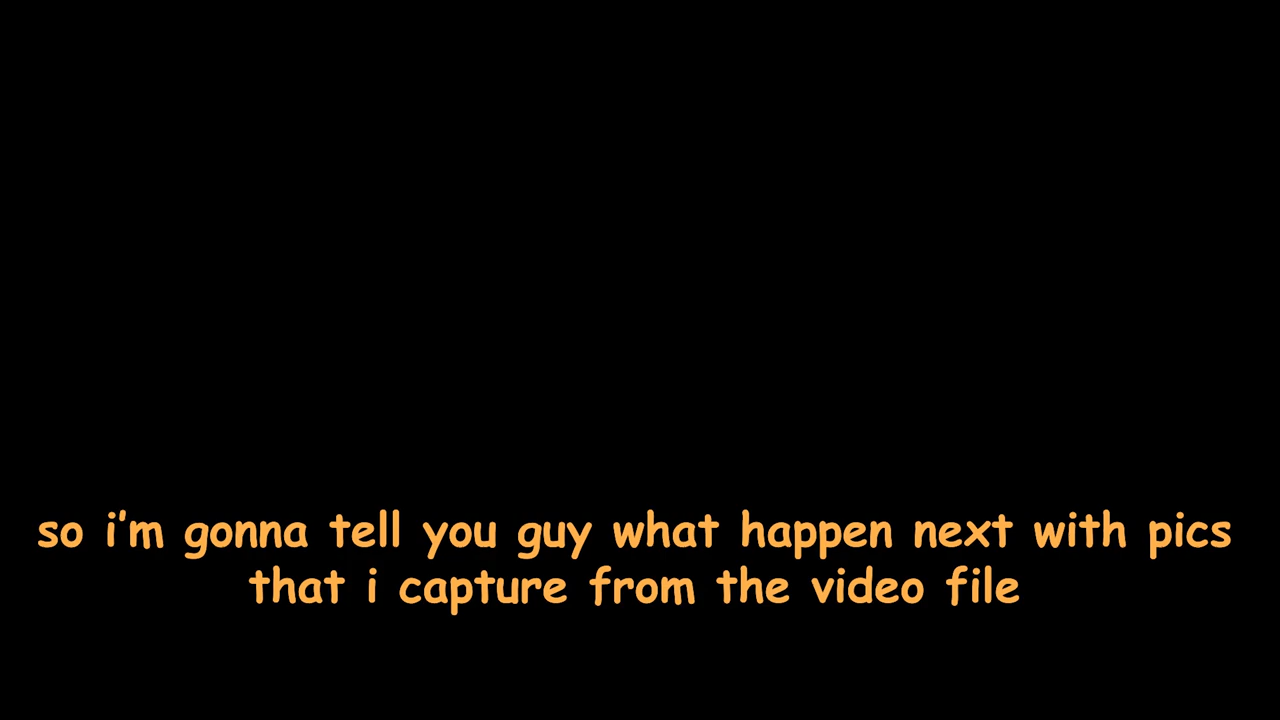 so i'm gonna tell you guy what happen next with pics
that i capture from the video file